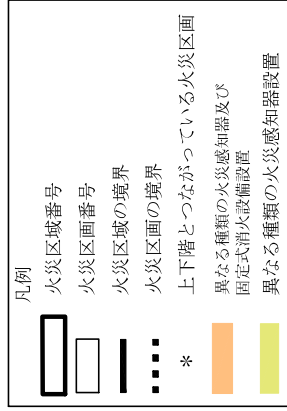 凡例
火災区域番号
火災区画番号
火災区域の境界
火災区画の境界
* 上下階とつながっている火災区画
異なる種類の火災感知器及び
固定式消火設備設置
異なる種類の火災感知器設置